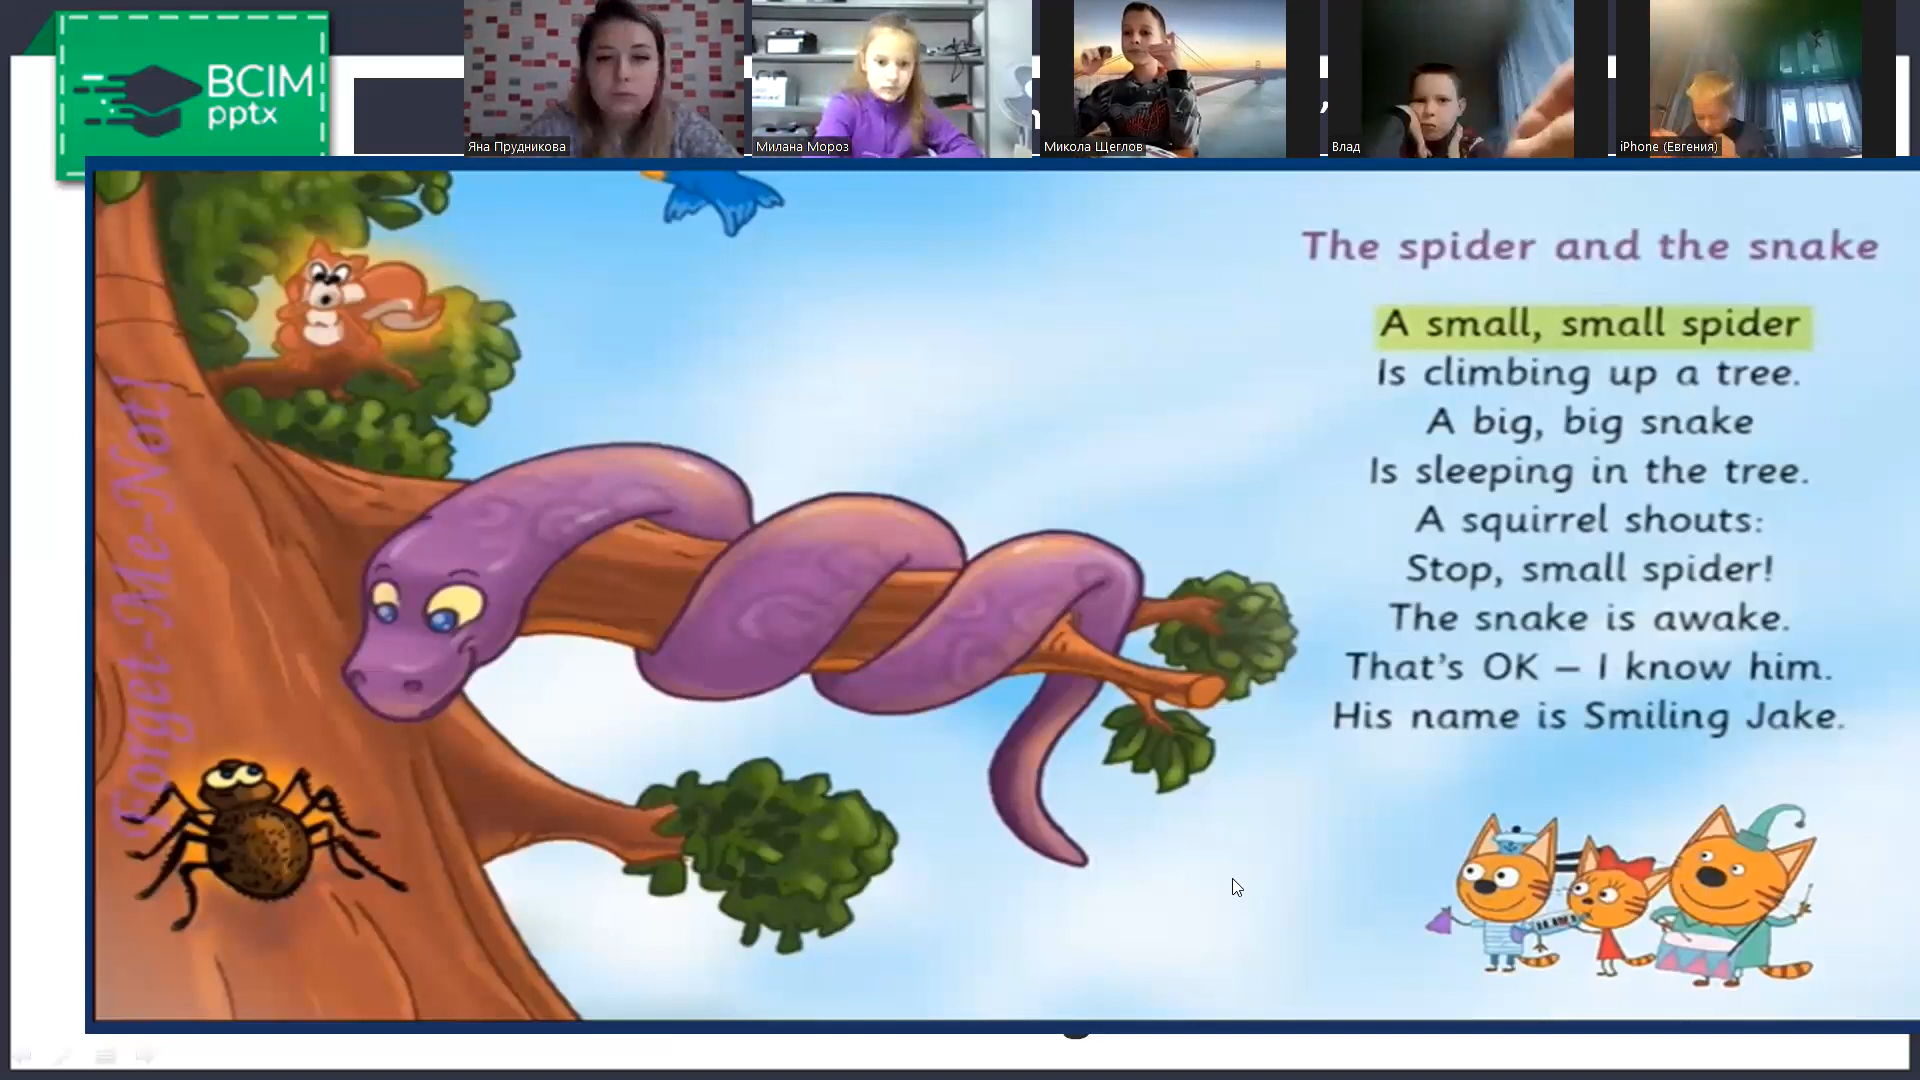 BCIM
pptx
Яна Прудникова
Милана Мороз
Микола Щеглов
Влад
iPhone (Евгения)
The spider and the snake
A small, small spider
Is climbing up a tree.
A big, big snake
Is sleeping in the tree.
A squirrel shouts:
Stop, small spider!
The snake is awake.
That's OK – I know him.
His name is Smiling Jake.
Forget-Me-Not!